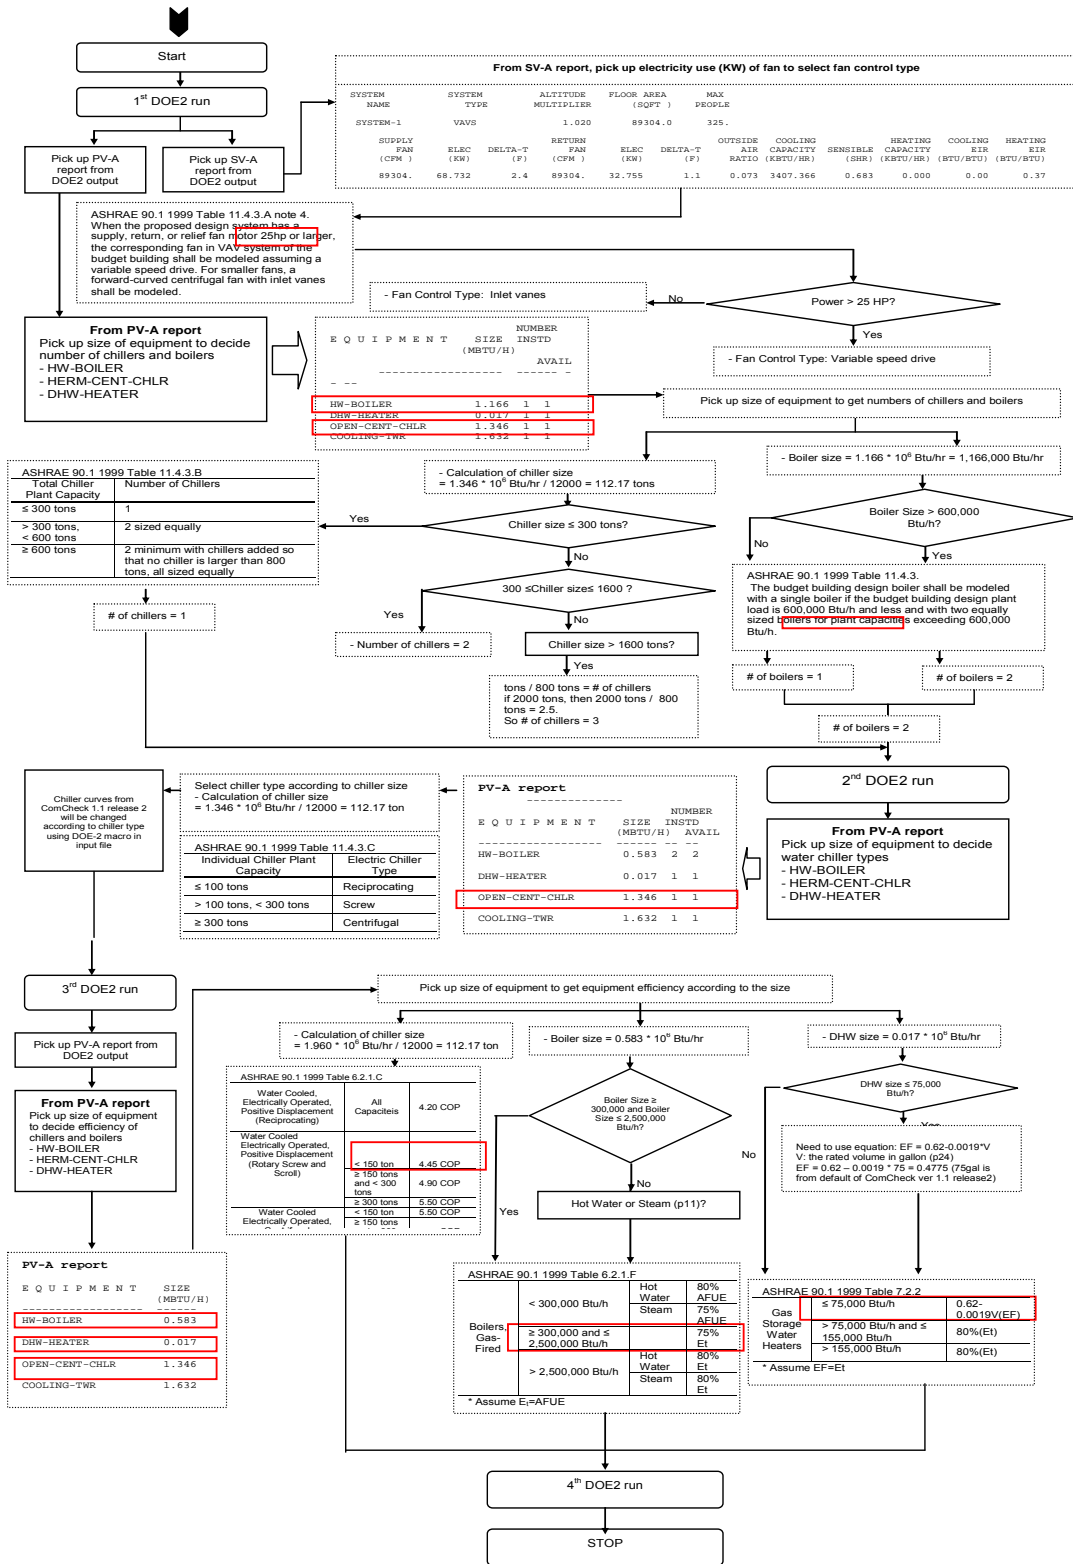 Start
1st DOE2 run
Pick up PV-A
report from
DOE2 output
Pick up SV-A
report from
DOE2 output
From SV-A report, pick up electricity use (KW) of fan to select fan control type
SYSTEM SYSTEM ALTITUDE FLOOR AREA MAX
NAME TYPE MULTIPLIER (SQFT ) PEOPLE
SYSTEM-1 VAVS 1.020 89304.0 325.
SUPPLY RETURN OUTSIDE COOLING HEATING COOLING HEATING
FAN ELEC DELTA-T FAN ELEC DELTA-T AIR CAPACITY SENSIBLE CAPACITY EIR EIR
(CFM ) (KW) (F) (CFM ) (KW) (F) RATIO (KBTU/HR) (SHR) (KBTU/HR) (BTU/BTU) (BTU/BTU)
89304. 68.732 2.4 89304. 32.755 1.1 0.073 3407.366 0.683 0.000 0.00 0.37
ASHRAE 90.1 1999 Table 11.4.3.A note 4.
When the proposed design system has a
supply, return, or relief fan motor 25hp or larger,
the corresponding fan in VAV system of the
budget building shall be modeled assuming a
variable speed drive. For smaller fans, a
forward-curved centrifugal fan with inlet vanes
shall be modeled.
Power > 25 HP?
No
- Fan Control Type: Inlet vanes
Yes
- Fan Control Type: Variable speed drive
From PV-A report
Pick up size of equipment to decide
number of chillers and boilers
- HW-BOILER
- HERM-CENT-CHLR
- DHW-HEATER
NUMBER
E Q U I P M E N T SIZE INSTD
(MBTU/H)
AVAIL
----------------- ------ -
- --
HW-BOILER 1.166 1 1
DHW-HEATER 0.017 1 1
OPEN-CENT-CHLR 1.346 1 1
COOLING-TWR 1.632 1 1
Pick up size of equipment to get numbers of chillers and boilers
- Calculation of chiller size
= 1.346 * 10⁶ Btu/hr / 12000 = 112.17 tons
- Boiler size = 1.166 * 10⁶ Btu/hr = 1,166,000 Btu/hr
ASHRAE 90.1 1999 Table 11.4.3.B
Total Chiller Plant Capacity Number of Chillers
≤ 300 tons 1
> 300 tons, < 600 tons 2 sized equally
≥ 600 tons 2 minimum with chillers added so
that no chiller is larger than 800
tons, all sized equally
Yes
Chiller size ≤ 300 tons?
No
300 ≤Chiller size≤ 1600 ?
Yes
No
- Number of chillers = 2
Chiller size > 1600 tons?
Yes
tons / 800 tons = # of chillers
if 2000 tons, then 2000 tons / 800
tons = 2.5.
So # of chillers = 3
# of chillers = 1
Boiler Size > 600,000
Btu/h?
No
Yes
ASHRAE 90.1 1999 Table 11.4.3.
The budget building design boiler shall be modeled
with a single boiler if the budget building design plant
load is 600,000 Btu/h and less and with two equally
sized boilers for plant capacities exceeding 600,000
Btu/h.
# of boilers = 1
# of boilers = 2
# of boilers = 2
2nd DOE2 run
From PV-A report
Pick up size of equipment to decide
water chiller types
- HW-BOILER
- HERM-CENT-CHLR
- DHW-HEATER
PV-A report
--------------
NUMBER
E Q U I P M E N T SIZE INSTD
(MBTU/H) AVAIL
----------------- ------ -- --
HW-BOILER 0.583 2 2
DHW-HEATER 0.017 1 1
OPEN-CENT-CHLR 1.346 1 1
COOLING-TWR 1.632 1 1
Select chiller type according to chiller size
- Calculation of chiller size
= 1.346 * 10⁶ Btu/hr / 12000 = 112.17 ton
ASHRAE 90.1 1999 Table 11.4.3.C
Individual Chiller Plant Capacity Electric Chiller Type
≤ 100 tons Reciprocating
> 100 tons, < 300 tons Screw
≥ 300 tons Centrifugal
Chiller curves from
ComCheck 1.1 release 2
will be changed
according to chiller type
using DOE-2 macro in
input file
3rd DOE2 run
Pick up PV-A report from
DOE2 output
From PV-A report
Pick up size of equipment
to decide efficiency of
chillers and boilers
- HW-BOILER
- HERM-CENT-CHLR
- DHW-HEATER
PV-A report
E Q U I P M E N T SIZE
(MBTU/H)
------------------ ------
HW-BOILER 0.583
DHW-HEATER 0.017
OPEN-CENT-CHLR 1.346
COOLING-TWR 1.632
Pick up size of equipment to get equipment efficiency according to the size
- Calculation of chiller size
= 1.960 * 10⁶ Btu/hr / 12000 = 112.17 ton
- Boiler size = 0.583 * 10⁶ Btu/hr
- DHW size = 0.017 * 10⁶ Btu/hr
ASHRAE 90.1 1999 Table 6.2.1.C
Water Cooled,
Electrically Operated,
Positive Displacement
(Reciprocating)
All
Capaciteis
4.20 COP
Water Cooled
Electrically Operated,
Positive Displacement
(Rotary Screw and
Scroll)
< 150 ton 4.45 COP
≥ 150 tons
and < 300
tons
4.90 COP
≥ 300 tons 5.50 COP
Water Cooled
Electrically Operated,
< 150 ton 5.50 COP
≥ 150 tons
Boiler Size ≥
300,000 and Boiler
Size ≤ 2,500,000
Btu/h?
Yes
No
Hot Water or Steam (p11)?
DHW size ≤ 75,000
Btu/h?
No
Yes
Need to use equation: EF = 0.62-0.0019*V
V: the rated volume in gallon (p24)
EF = 0.62 – 0.0019 * 75 = 0.4775 (75gal is
from default of ComCheck ver 1.1 release2)
ASHRAE 90.1 1999 Table 6.2.1.F
Boilers,
Gas-
Fired
< 300,000 Btu/h
Hot Water 80% AFUE
Steam 75% AFUE
≥ 300,000 and ≤
2,500,000 Btu/h
75% Et
> 2,500,000 Btu/h
Hot Water 80% Et
Steam 80% Et
* Assume Et=AFUE
ASHRAE 90.1 1999 Table 7.2.2
Gas
Storage
Water
Heaters
≤ 75,000 Btu/h 0.62-0.0019V(EF)
> 75,000 Btu/h and ≤
155,000 Btu/h
80%(Et)
> 155,000 Btu/h 80%(Et)
* Assume EF=Et
4th DOE2 run
STOP